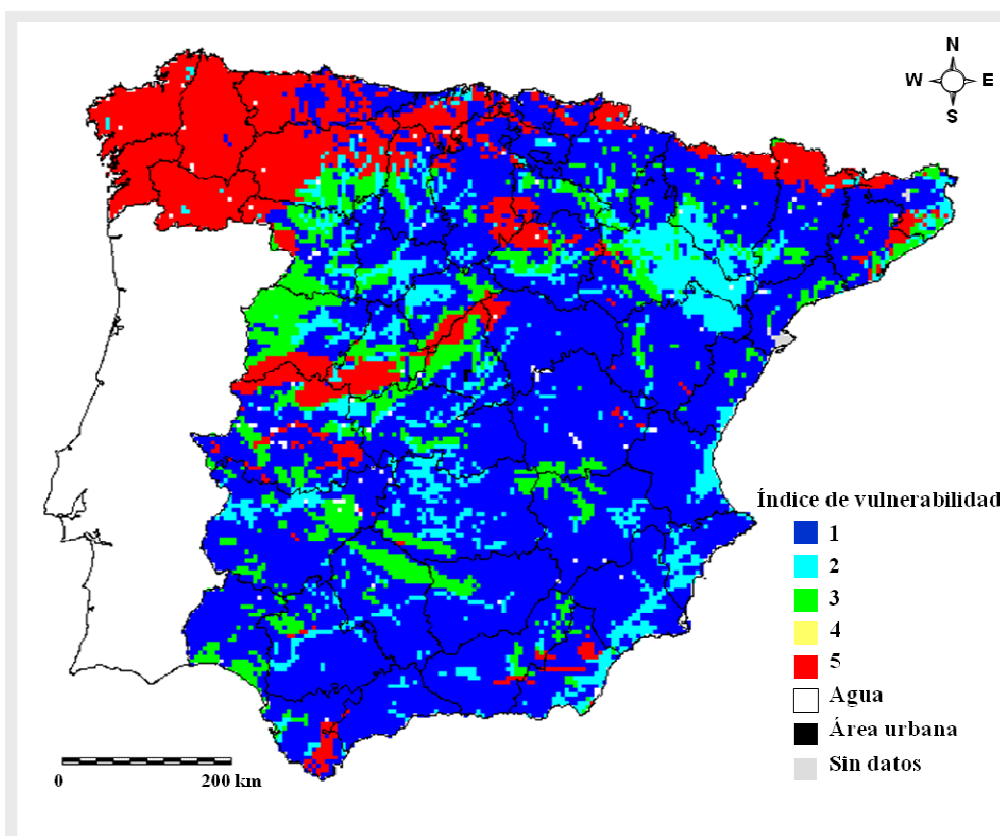 N
W E
S
Índice de vulnerabilidad
1
2
3
4
5
Agua
Área urbana
Sin datos
0 200 km